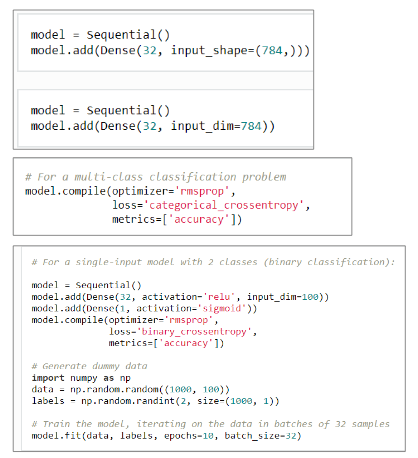 model = Sequential()
model.add(Dense(32, input_shape=(784,)))
model = Sequential()
model.add(Dense(32, input_dim=784))
# For a multi-class classification problem
model.compile(optimizer='rmsprop',
loss='categorical_crossentropy',
metrics=['accuracy'])
# For a single-input model with 2 classes (binary classification):
model = Sequential()
model.add(Dense(32, activation='relu', input_dim=100))
model.add(Dense(1, activation='sigmoid'))
model.compile(optimizer='rmsprop',
loss='binary_crossentropy',
metrics=['accuracy'])
# Generate dummy data
import numpy as np
data = np.random.random((1000, 100))
labels = np.random.randint(2, size=(1000, 1))
# Train the model, iterating on the data in batches of 32 samples
model.fit(data, labels, epochs=10, batch_size=32)